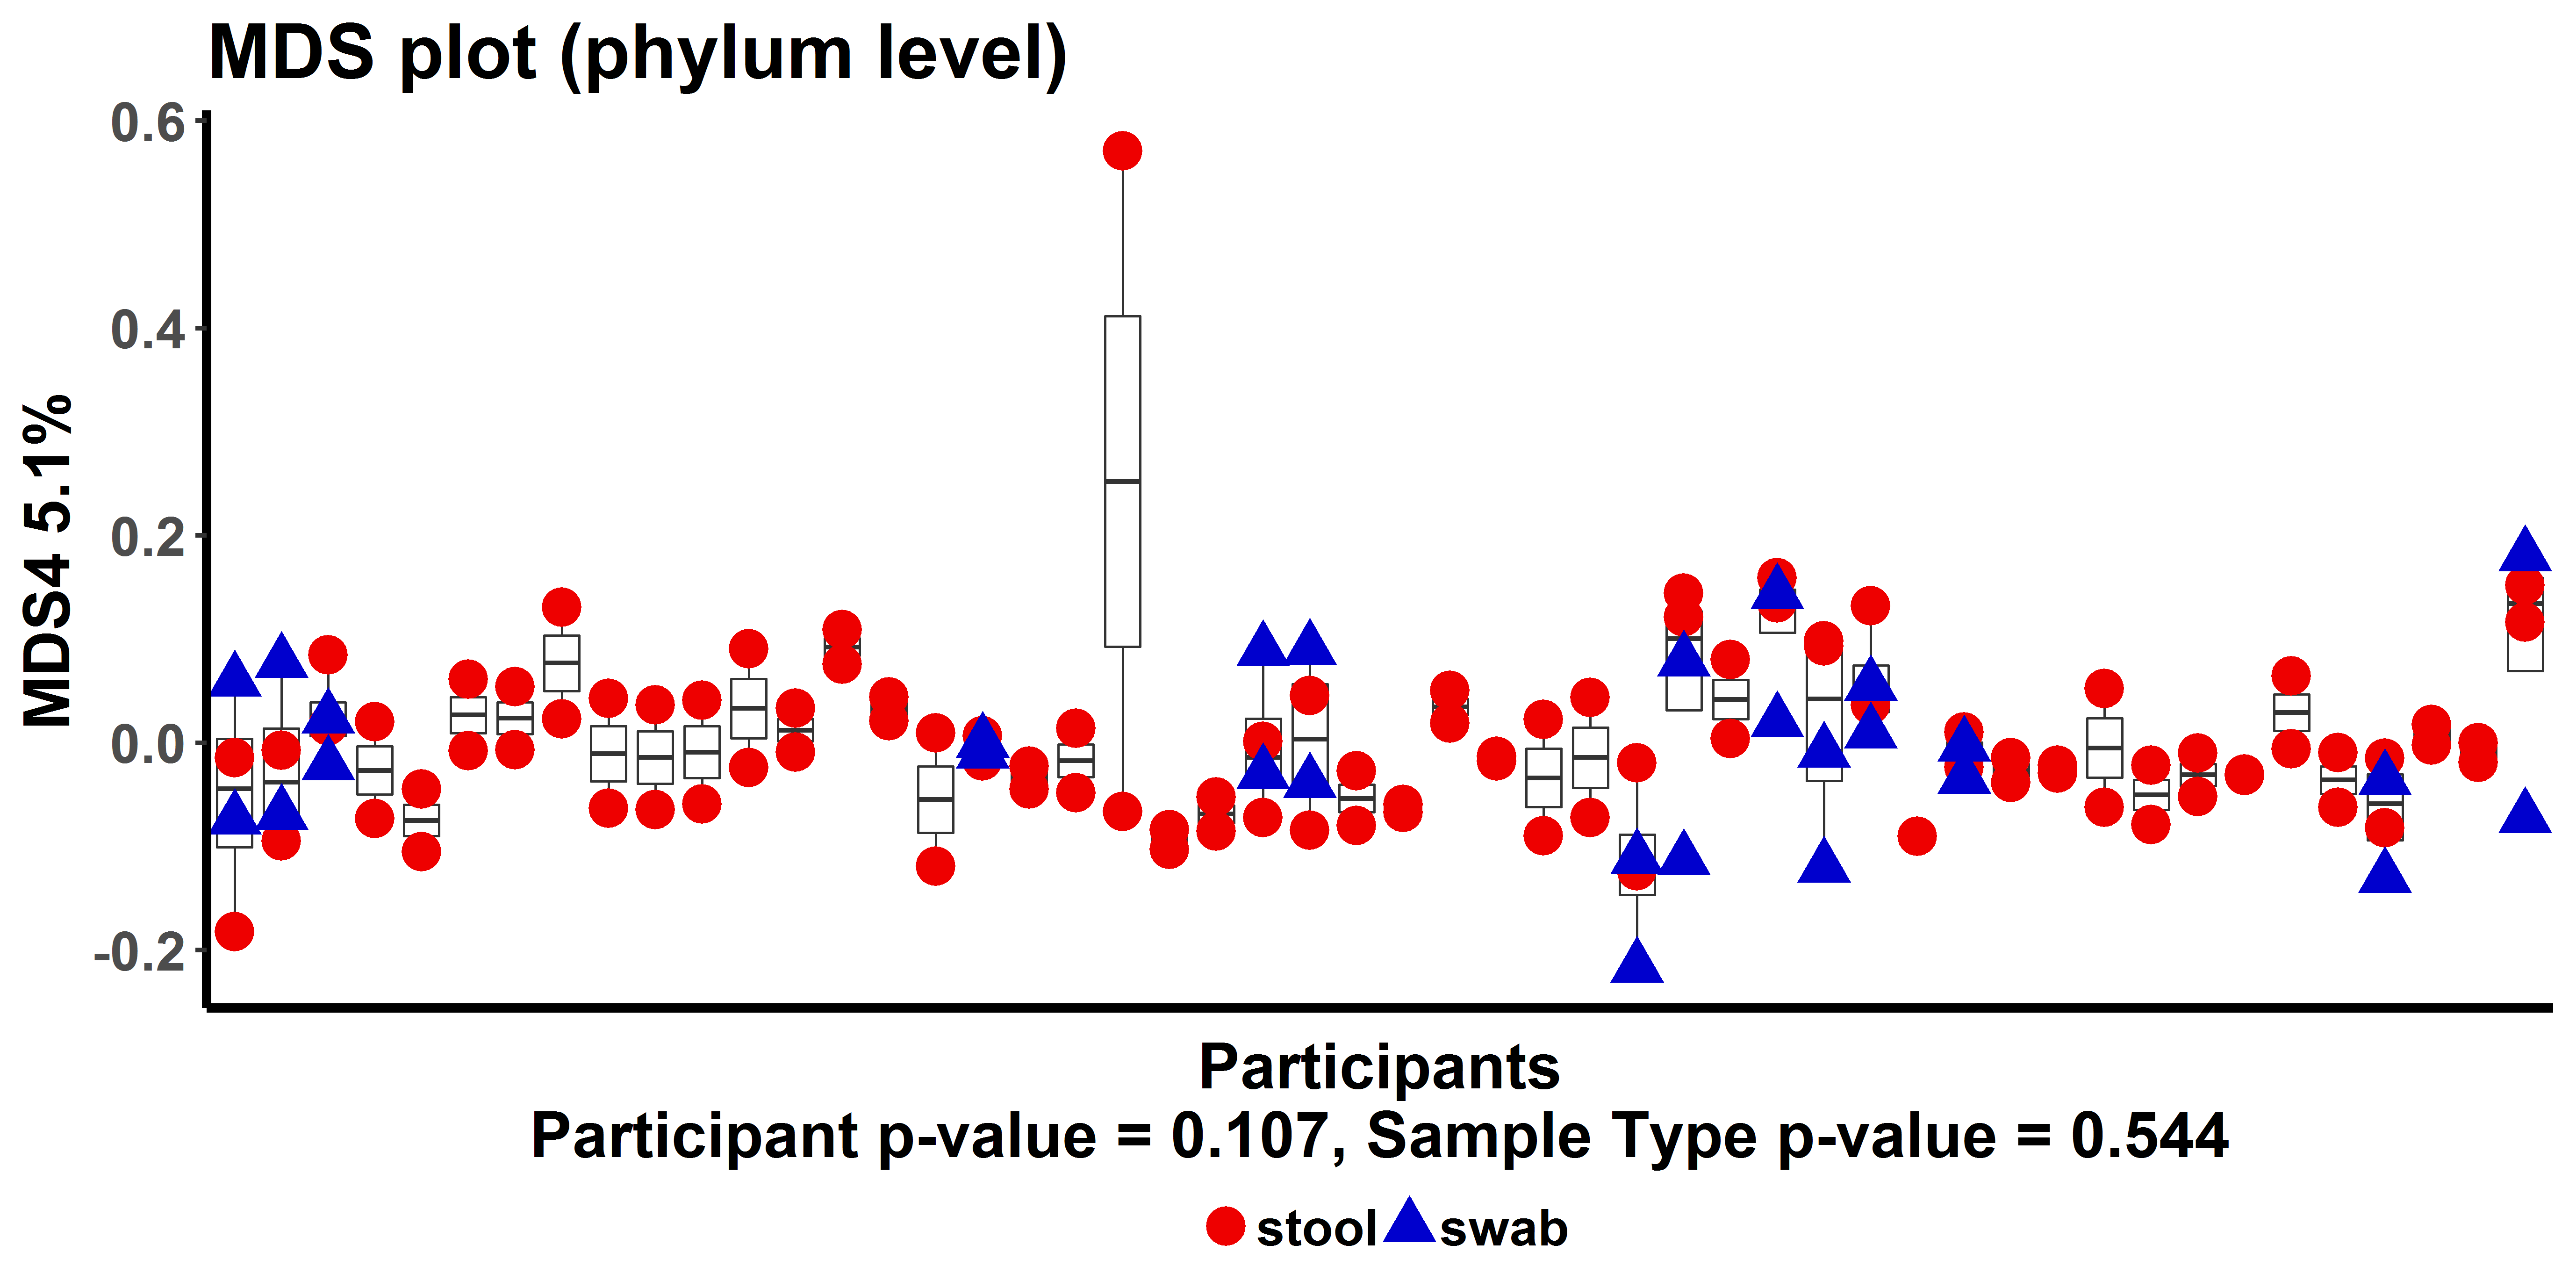 MDS plot (phylum level)
0.6
0.4
0.2
0.0
-0.2
MDS4 5.1%
Participants
Participant p-value = 0.107, Sample Type p-value = 0.544
stool swab